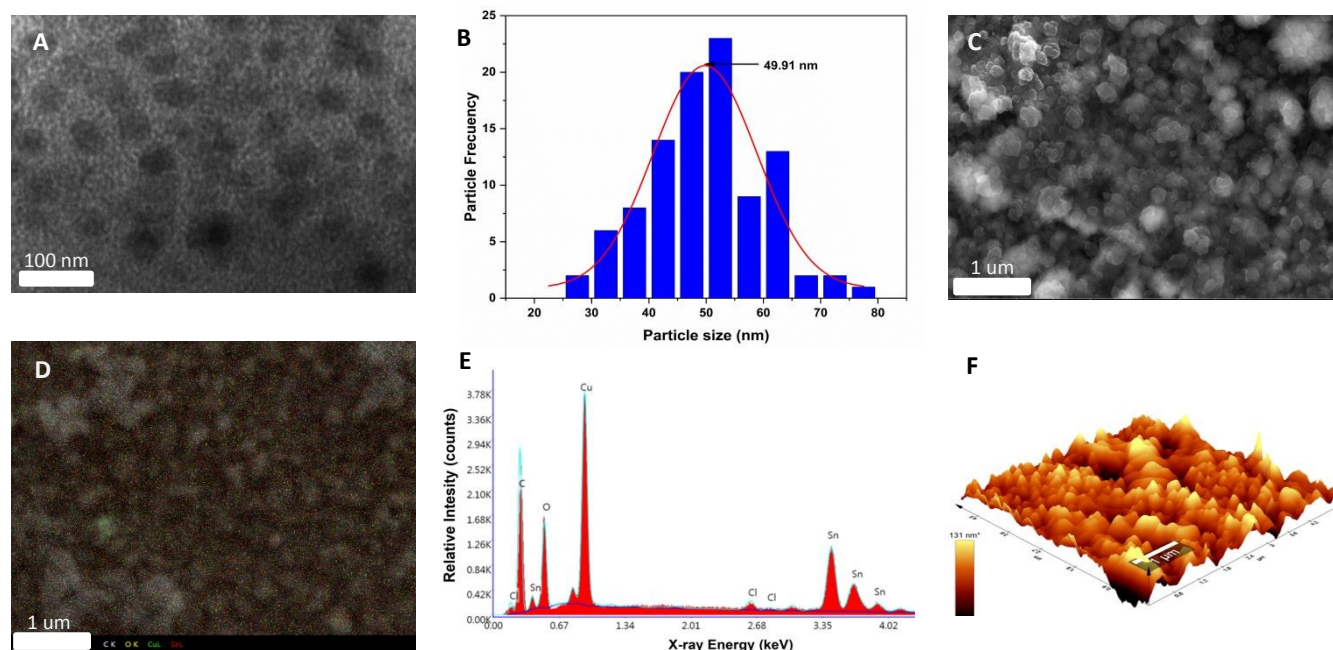 A
100 nm
B
25
20
15
10
5
0
Particle Frecuency
49.91 nm
20 30 40 50 60 70 80
Particle size (nm)
C
1 um
D
1 um
C K O K CuL SnL
E
Relative Intesity (counts)
3.78K
3.36K
2.94K
2.52K
2.10K
1.68K
1.26K
0.84K
0.42K
0.00K
Cu
C
O
Cl
Sn
Cl
Cl
Sn
Sn
Sn
0.00 0.67 1.34 2.01 2.68 3.35 4.02
X-ray Energy (keV)
F
131 nm*
1 μm